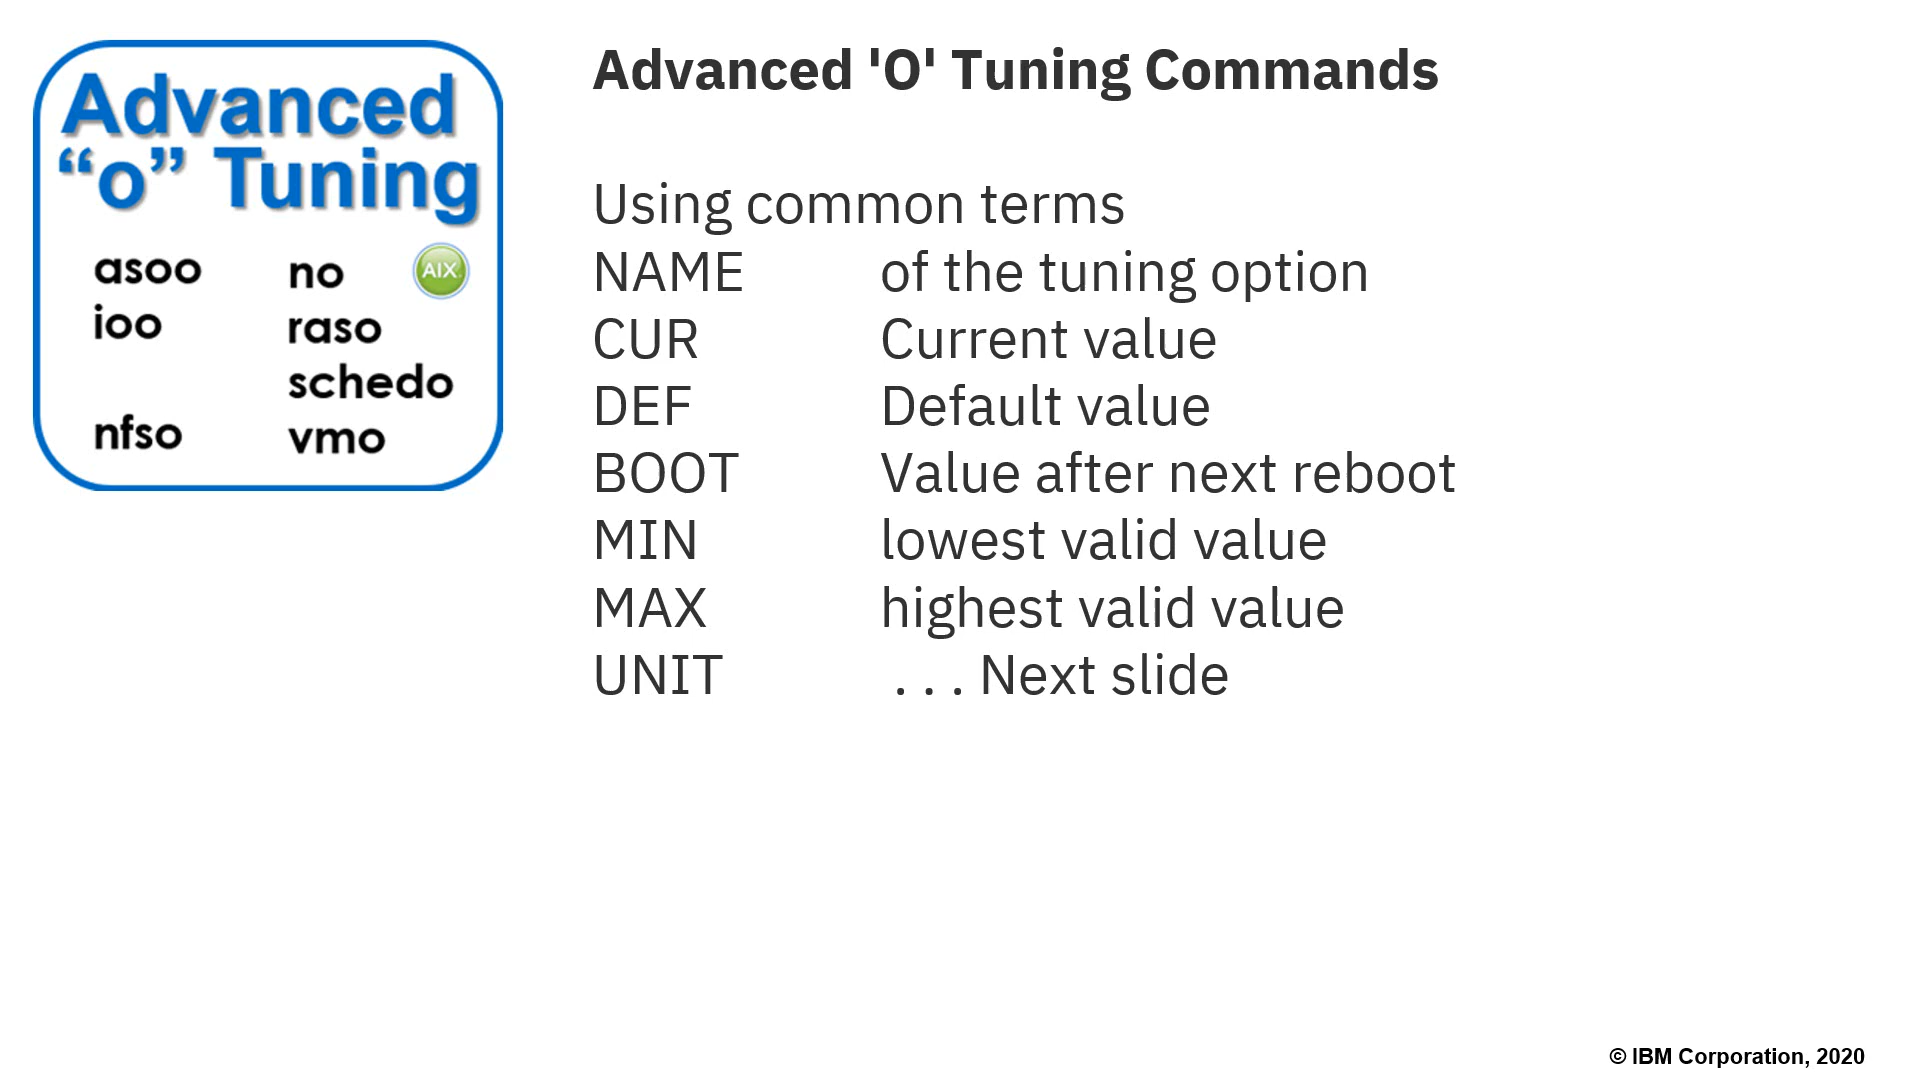 Advanced
“o” Tuning
asoo no AIX
ioo raso
schedo
nfso vmo
Advanced 'O' Tuning Commands
Using common terms
NAME of the tuning option
CUR Current value
DEF Default value
BOOT Value after next reboot
MIN lowest valid value
MAX highest valid value
UNIT . . . Next slide
© IBM Corporation, 2020